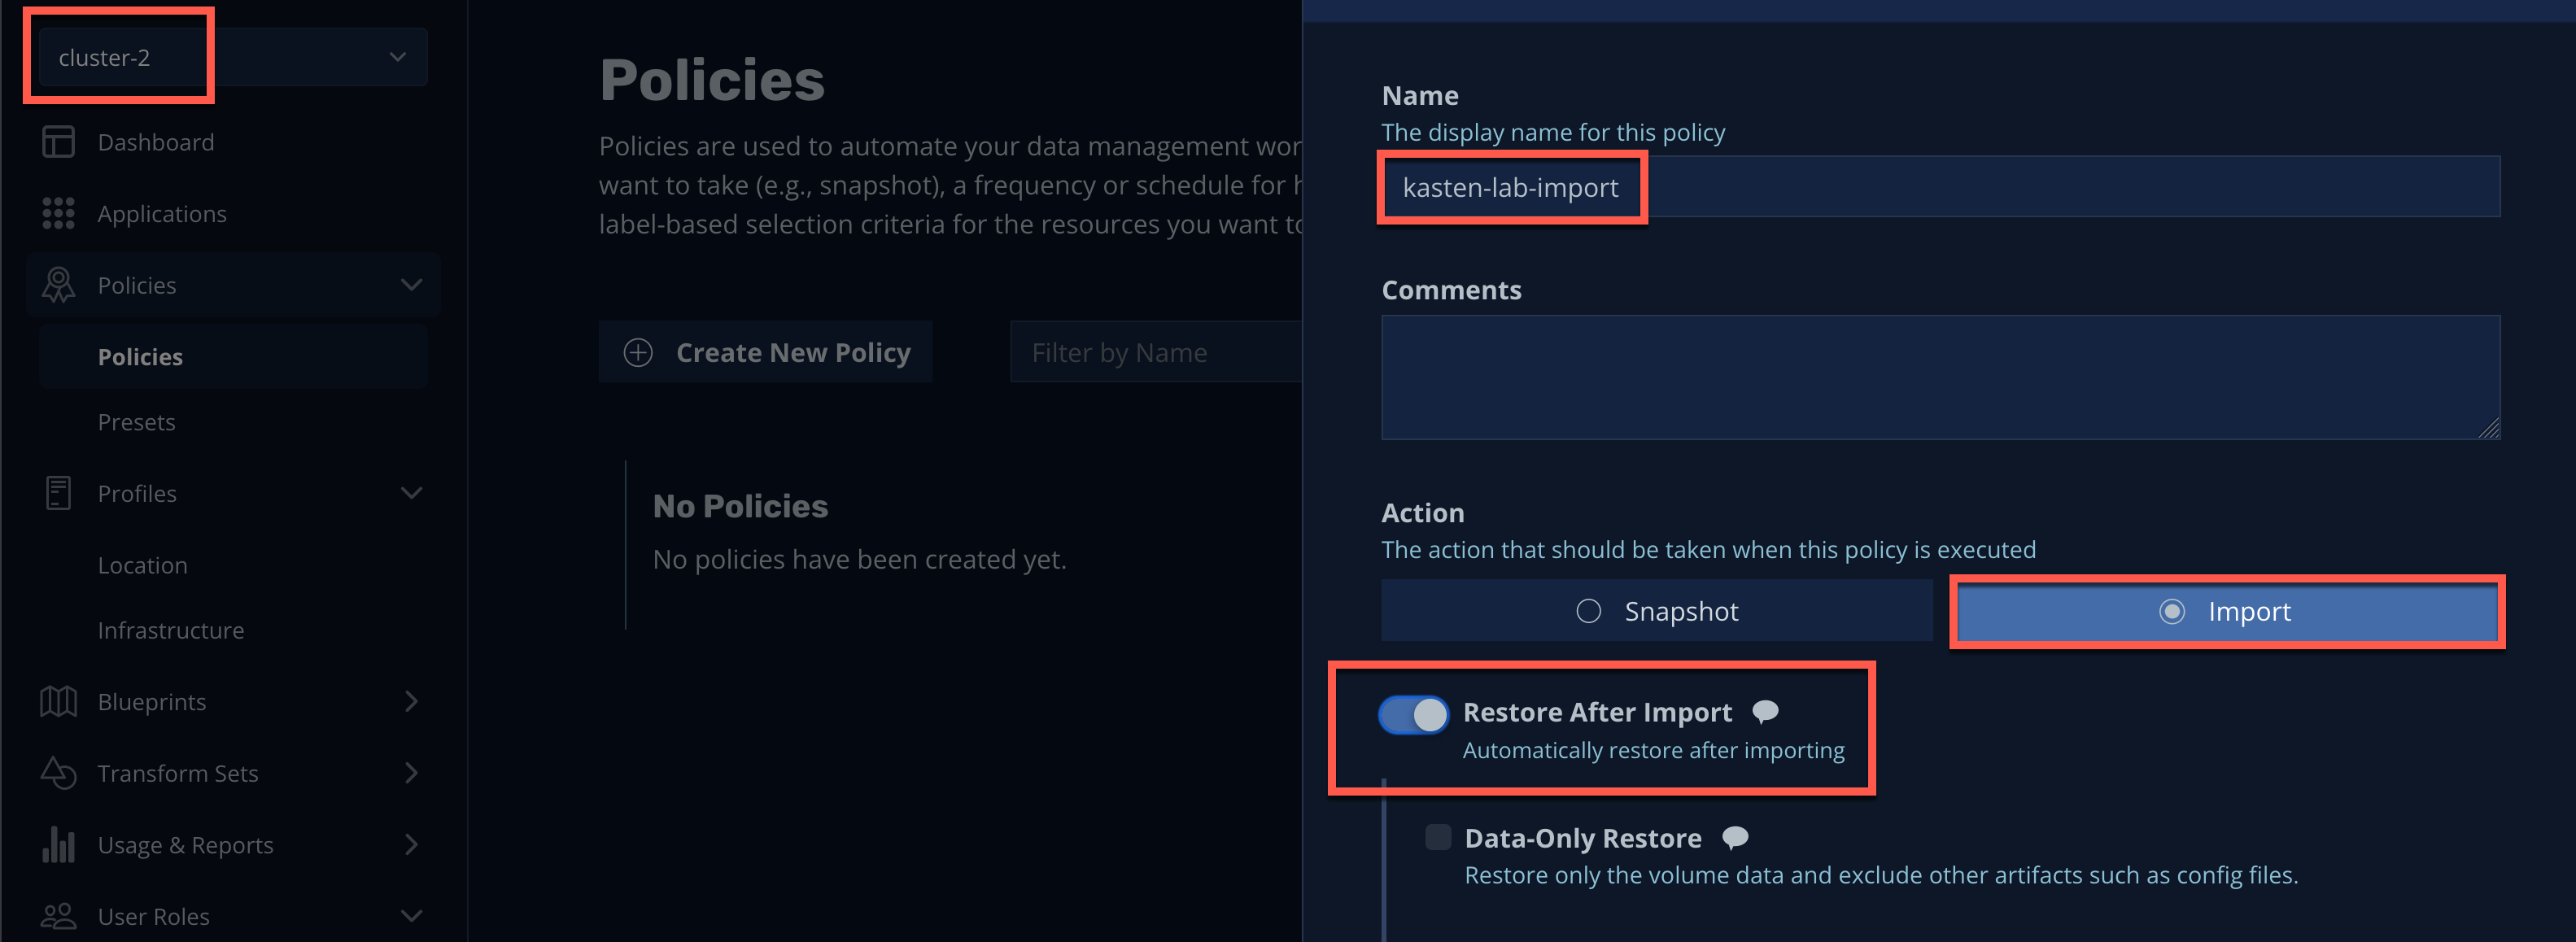 cluster-2
Dashboard
Applications
Policies
Policies
Presets
Profiles
Location
Infrastructure
Blueprints
Transform Sets
Usage & Reports
User Roles
Policies
Policies are used to automate your data management wor
want to take (e.g., snapshot), a frequency or schedule for h
label-based selection criteria for the resources you want to
Create New Policy
Filter by Name
No Policies
No policies have been created yet.
Name
The display name for this policy
kasten-lab-import
Comments
Action
The action that should be taken when this policy is executed
Snapshot
Import
Restore After Import
Automatically restore after importing
Data-Only Restore
Restore only the volume data and exclude other artifacts such as config files.